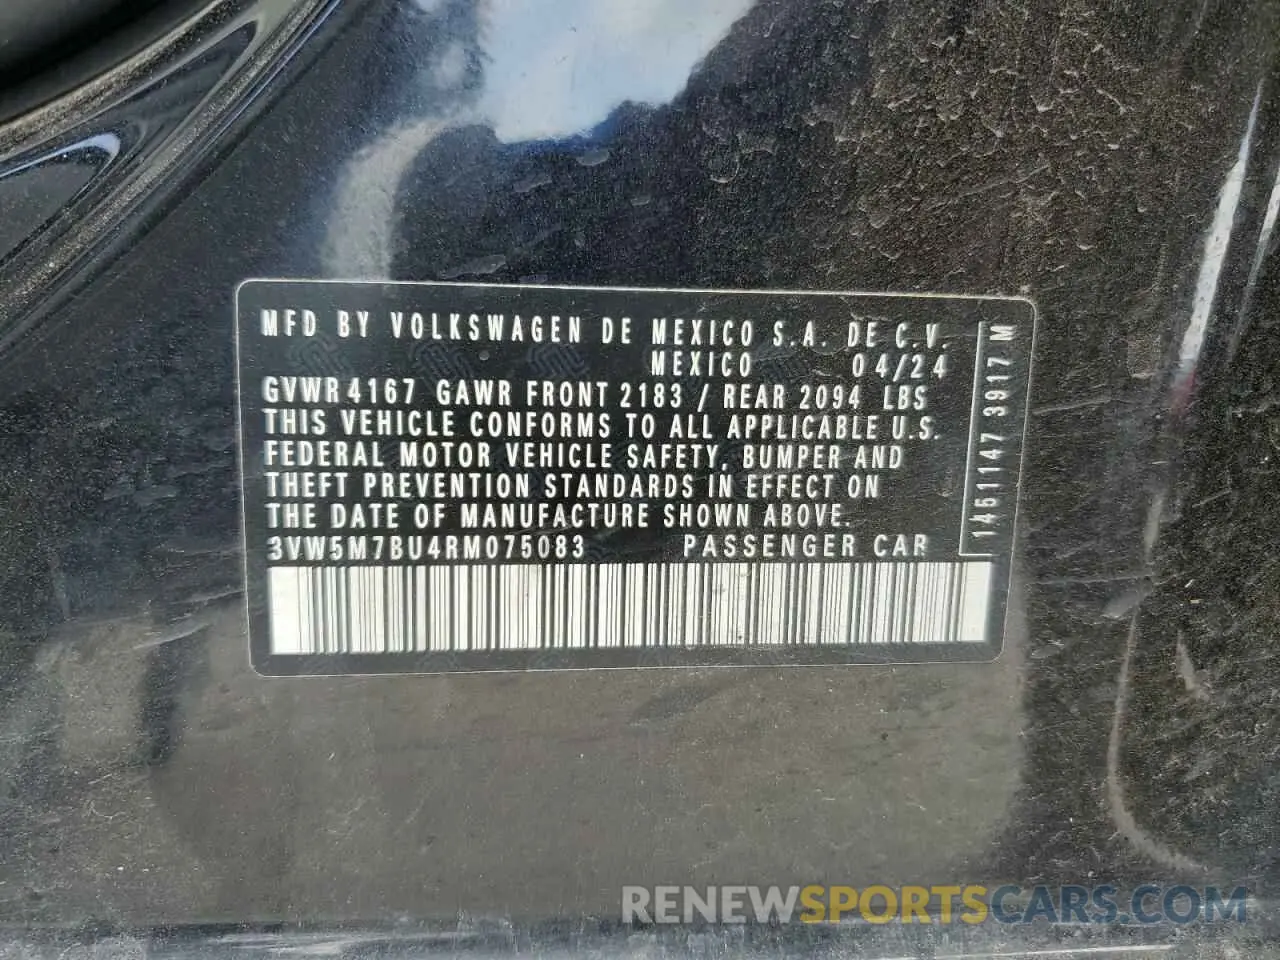 MFD BY VOLKSWAGEN DE MEXICO S.A. DE C.V.
MEXICO 04/24
GVWR 4167 GAWR FRONT 2183 / REAR 2094 LBS
THIS VEHICLE CONFORMS TO ALL APPLICABLE U.S.
FEDERAL MOTOR VEHICLE SAFETY, BUMPER AND
THEFT PREVENTION STANDARDS IN EFFECT ON
THE DATE OF MANUFACTURE SHOWN ABOVE.
3VW5M7BU4RM075083 PASSENGER CAR
1451147 3917 M
RENEWSPORTSCARS.COM